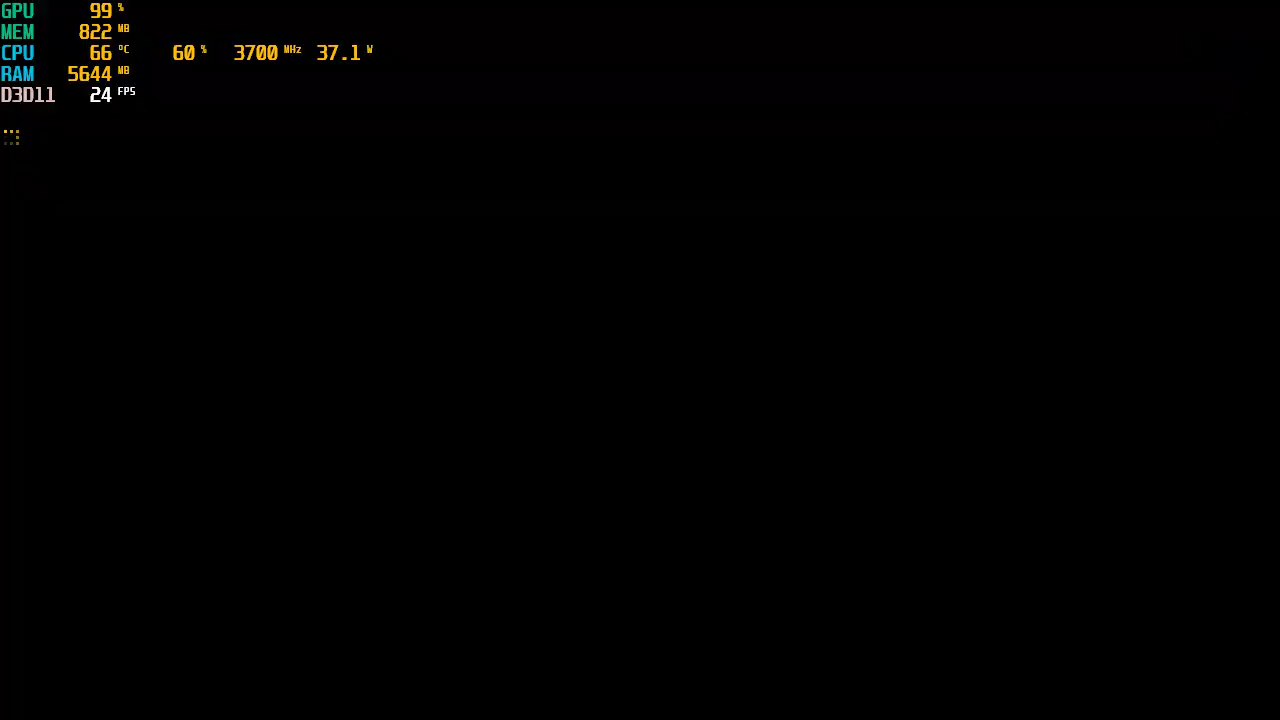 GPU 99 %
MEM 822 MB
CPU 66 °C 60 % 3700 MHz 37.1 W
RAM 5644 MB
D3D11 24 FPS